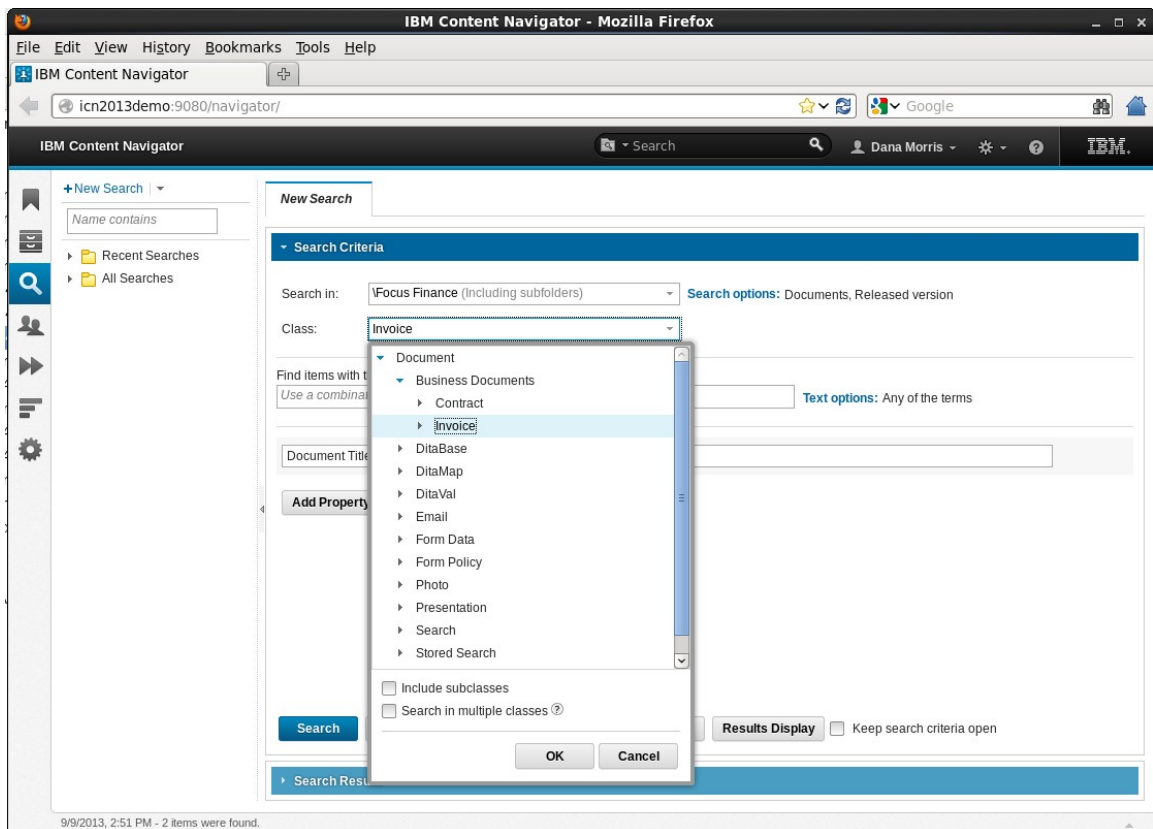 IBM Content Navigator - Mozilla Firefox
File Edit View History Bookmarks Tools Help
IBM Content Navigator
icn2013demo:9080/navigator/ Google
IBM Content Navigator Search Dana Morris IBM.
New Search
Name contains
Recent Searches
All Searches
New Search
Search Criteria
Search in: \Focus Finance (Including subfolders) Search options: Documents, Released version
Class: Invoice
Document
Business Documents
Contract
Invoice
DitaBase
DitaMap
DitaVal
Email
Form Data
Form Policy
Photo
Presentation
Search
Stored Search
Include subclasses
Search in multiple classes
OK Cancel
Find items with t
Use a combinat Text options: Any of the terms
Document Title
Add Property
Search Results Display Keep search criteria open
Search Resu
9/9/2013, 2:51 PM - 2 items were found.